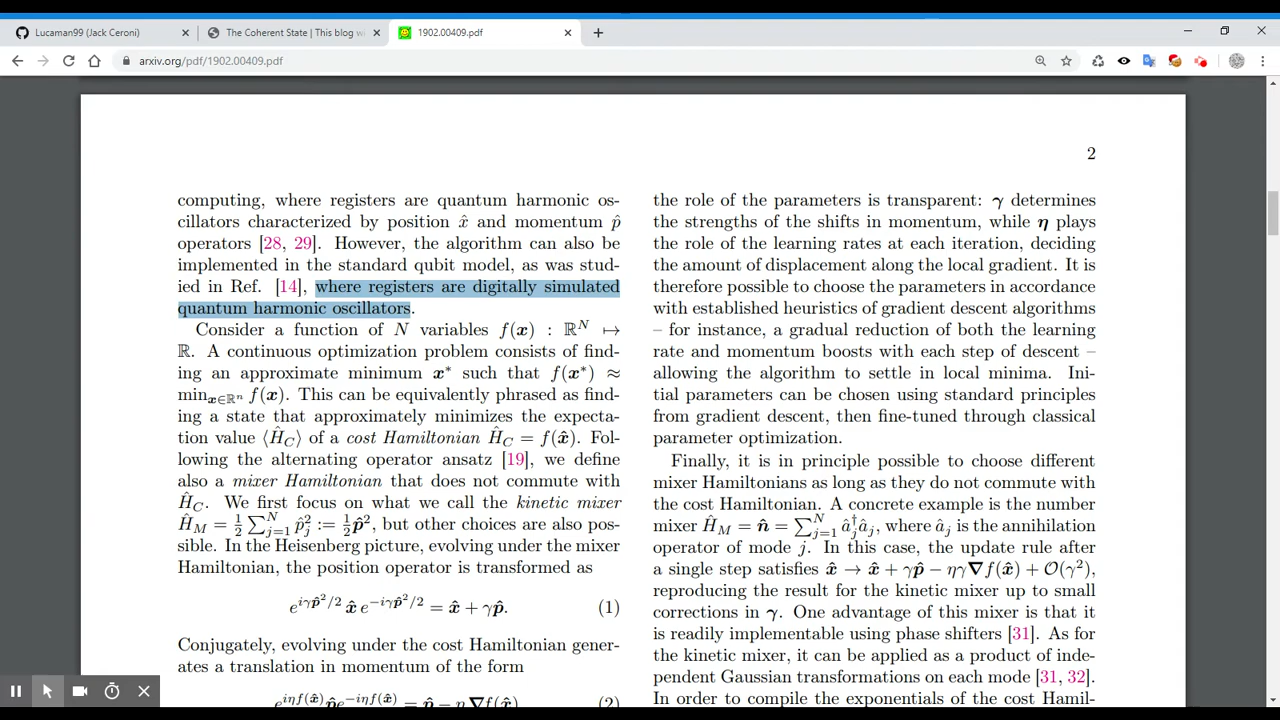 Lucaman99 (Jack Ceroni)
The Coherent State | This blog w
1902.00409.pdf
arxiv.org/pdf/1902.00409.pdf
2
computing, where registers are quantum harmonic os-
cillators characterized by position x̂ and momentum p̂
operators [28, 29]. However, the algorithm can also be
implemented in the standard qubit model, as was stud-
ied in Ref. [14], where registers are digitally simulated
quantum harmonic oscillators.
Consider a function of N variables f(x) : ℝᴺ ↦
ℝ. A continuous optimization problem consists of find-
ing an approximate minimum x* such that f(x*) ≈
min_{x∈ℝⁿ} f(x). This can be equivalently phrased as find-
ing a state that approximately minimizes the expecta-
tion value ⟨Ĥ_C⟩ of a cost Hamiltonian Ĥ_C = f(x̂). Fol-
lowing the alternating operator ansatz [19], we define
also a mixer Hamiltonian that does not commute with
Ĥ_C. We first focus on what we call the kinetic mixer
Ĥ_M = ½ ∑_{j=1}^N p̂_j² := ½p̂², but other choices are also pos-
sible. In the Heisenberg picture, evolving under the mixer
Hamiltonian, the position operator is transformed as
e^{iγp̂²/2} x̂ e^{−iγp̂²/2} = x̂ + γp̂. (1)
Conjugately, evolving under the cost Hamiltonian gener-
ates a translation in momentum of the form
e^{iηf(x̂)} p̂ e^{−iηf(x̂)} = p̂ − η∇f(x̂) (2)
the role of the parameters is transparent: γ determines
the strengths of the shifts in momentum, while η plays
the role of the learning rates at each iteration, deciding
the amount of displacement along the local gradient. It is
therefore possible to choose the parameters in accordance
with established heuristics of gradient descent algorithms
– for instance, a gradual reduction of both the learning
rate and momentum boosts with each step of descent –
allowing the algorithm to settle in local minima. Ini-
tial parameters can be chosen using standard principles
from gradient descent, then fine-tuned through classical
parameter optimization.
Finally, it is in principle possible to choose different
mixer Hamiltonians as long as they do not commute with
the cost Hamiltonian. A concrete example is the number
mixer Ĥ_M = n̂ = ∑_{j=1}^N â_j†â_j, where â_j is the annihilation
operator of mode j. In this case, the update rule after
a single step satisfies x̂ → x̂ + γp̂ − ηγ∇f(x̂) + O(γ²),
reproducing the result for the kinetic mixer up to small
corrections in γ. One advantage of this mixer is that it
is readily implementable using phase shifters [31]. As for
the kinetic mixer, it can be applied as a product of inde-
pendent Gaussian transformations on each mode [31, 32].
In order to compile the exponentials of the cost Hamil-